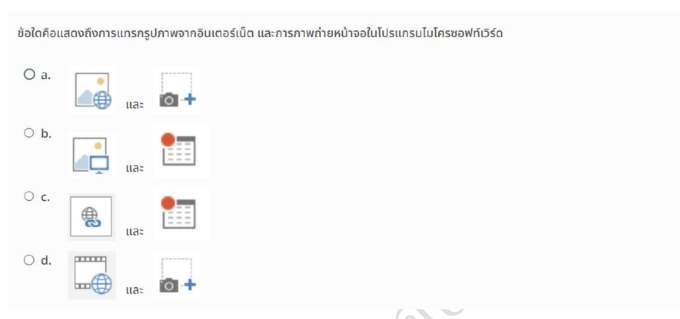 ข้อใดคือแสดงถึงการแทรกรูปภาพจากอินเตอร์เน็ต และการภาพถ่ายหน้าจอในโปรแกรมไมโครซอฟท์เวิร์ด
a. และ
b. และ
c. และ
d. และ